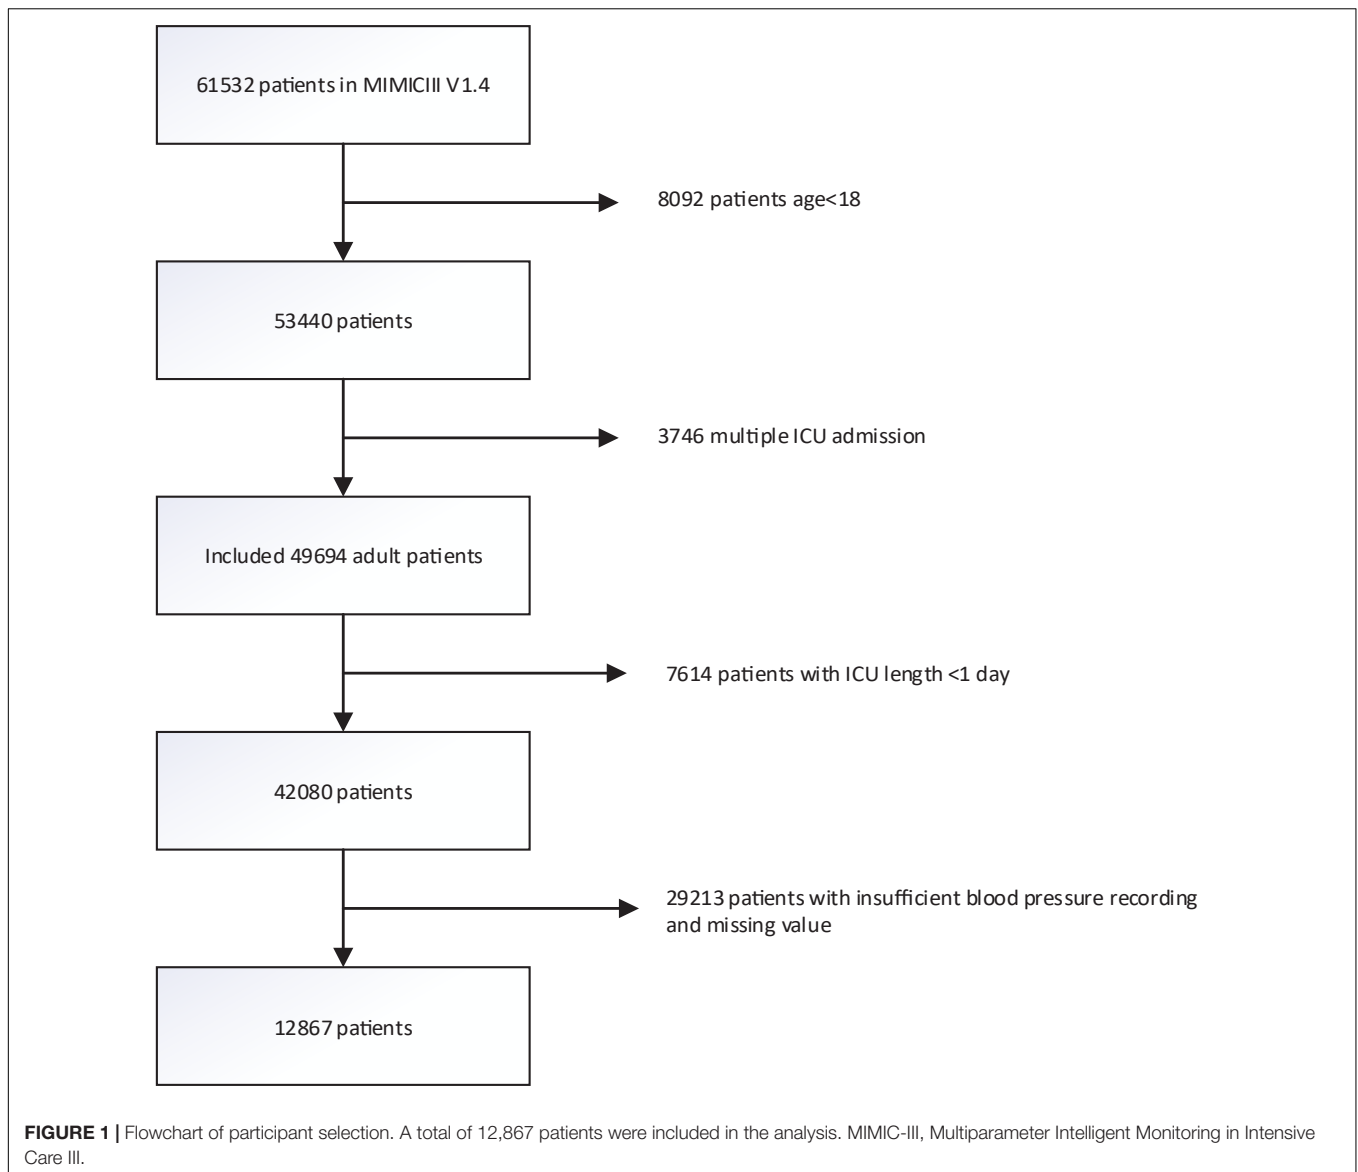 61532 patients in MIMICIII V1.4
8092 patients age<18
53440 patients
3746 multiple ICU admission
Included 49694 adult patients
7614 patients with ICU length <1 day
42080 patients
29213 patients with insufficient blood pressure recording
and missing value
12867 patients
FIGURE 1 | Flowchart of participant selection. A total of 12,867 patients were included in the analysis. MIMIC-III, Multiparameter Intelligent Monitoring in Intensive
Care III.